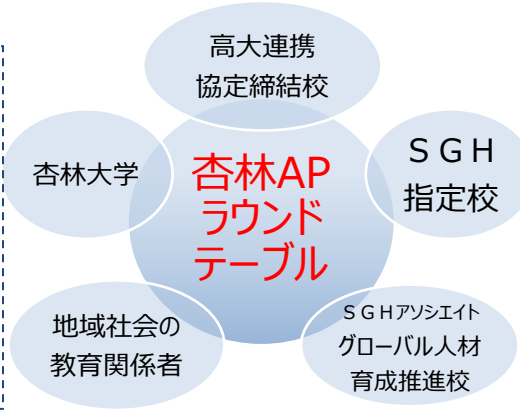 高大連携
協定締結校
杏林大学
杏林AP
ラウンド
テーブル
ＳＧＨ
指定校
地域社会の
教育関係者
ＳＧＨアソシエイト
グローバル人材
育成推進校